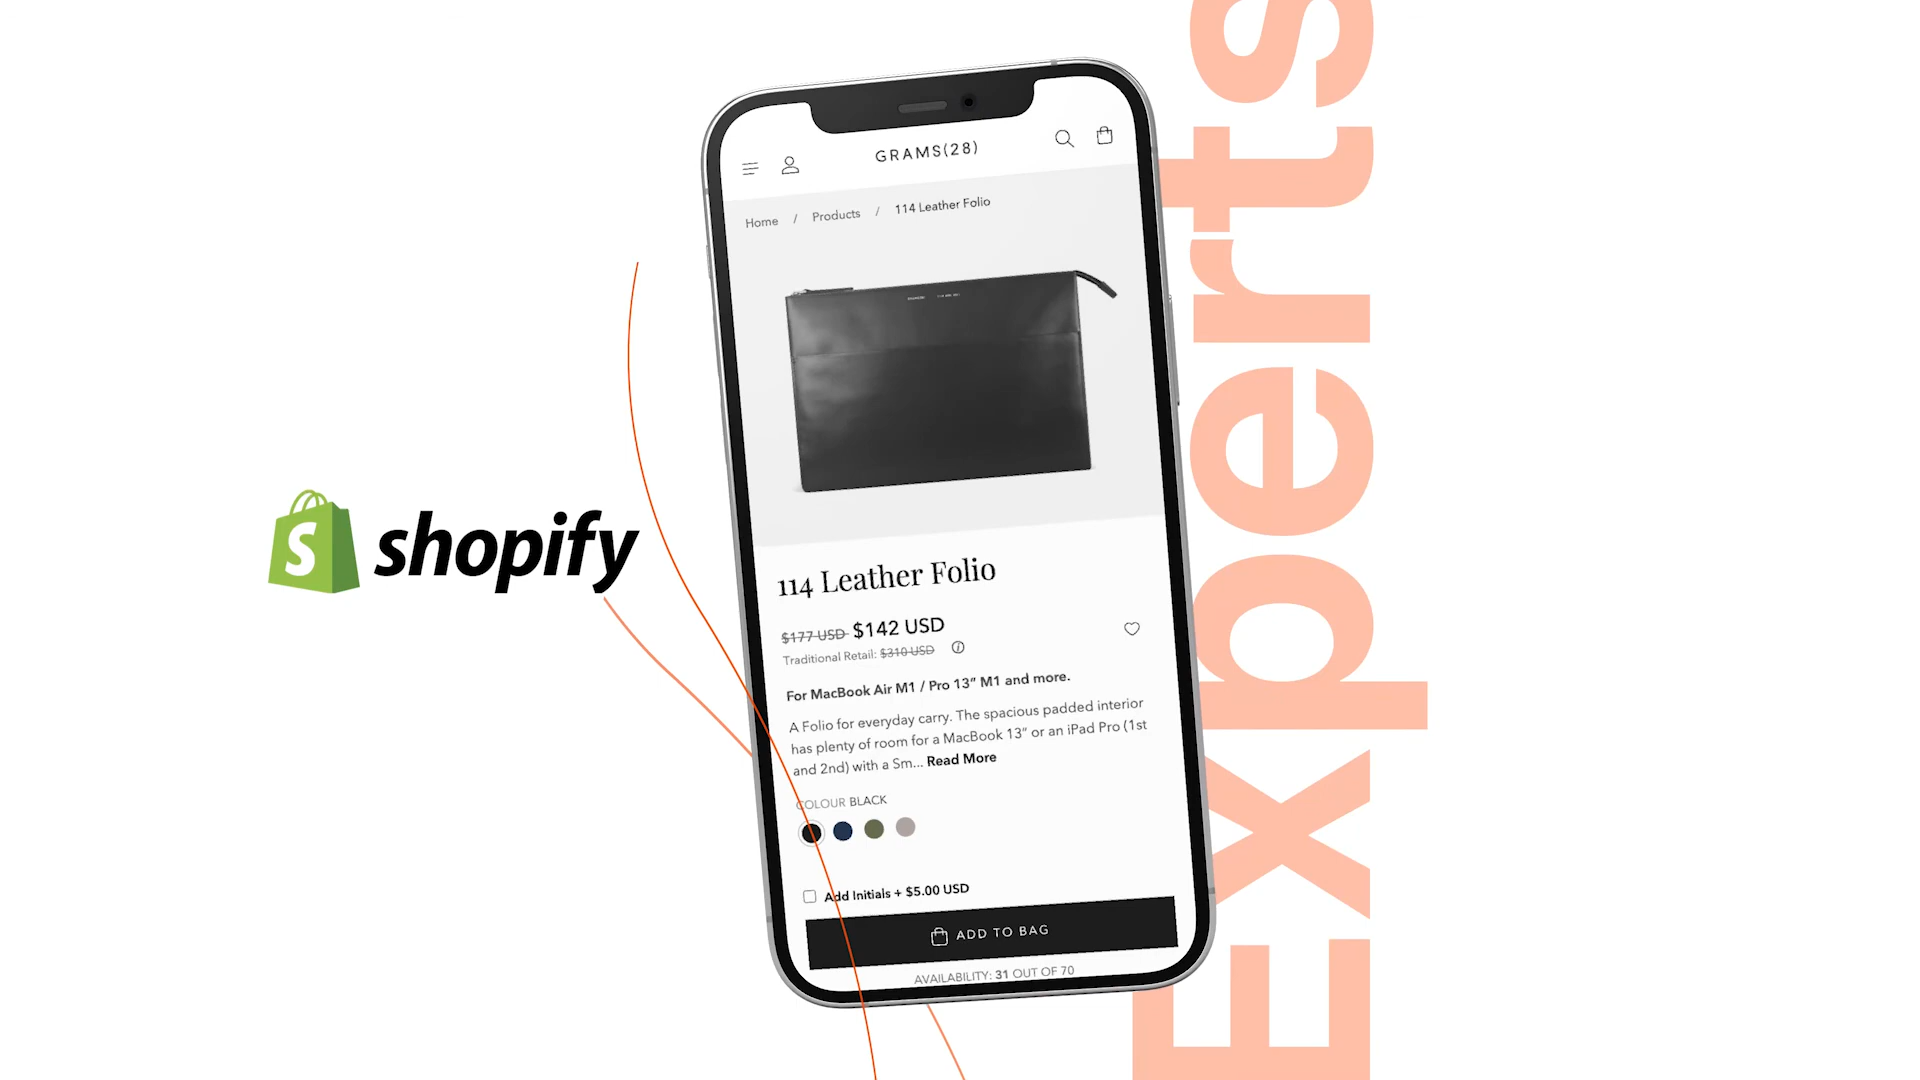 shopify
GRAMS(28)
Home / Products / 114 Leather Folio
114 Leather Folio
$177 USD $142 USD
Traditional Retail: $310 USD
For MacBook Air M1 / Pro 13” M1 and more.
A Folio for everyday carry. The spacious padded interior
has plenty of room for a MacBook 13” or an iPad Pro (1st
and 2nd) with a Sm... Read More
COLOUR BLACK
Add Initials + $5.00 USD
ADD TO BAG
AVAILABILITY: 31 OUT OF 70
Experts